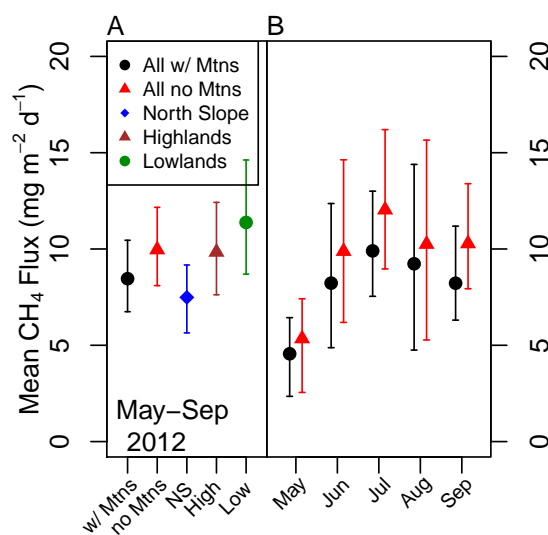 A
B
All w/ Mtns
All no Mtns
North Slope
Highlands
Lowlands
Mean CH₄ Flux (mg m⁻² d⁻¹)
20
15
10
5
0
20
15
10
5
0
May−Sep
2012
w/ Mtns
no Mtns
NS
High
Low
May
Jun
Jul
Aug
Sep